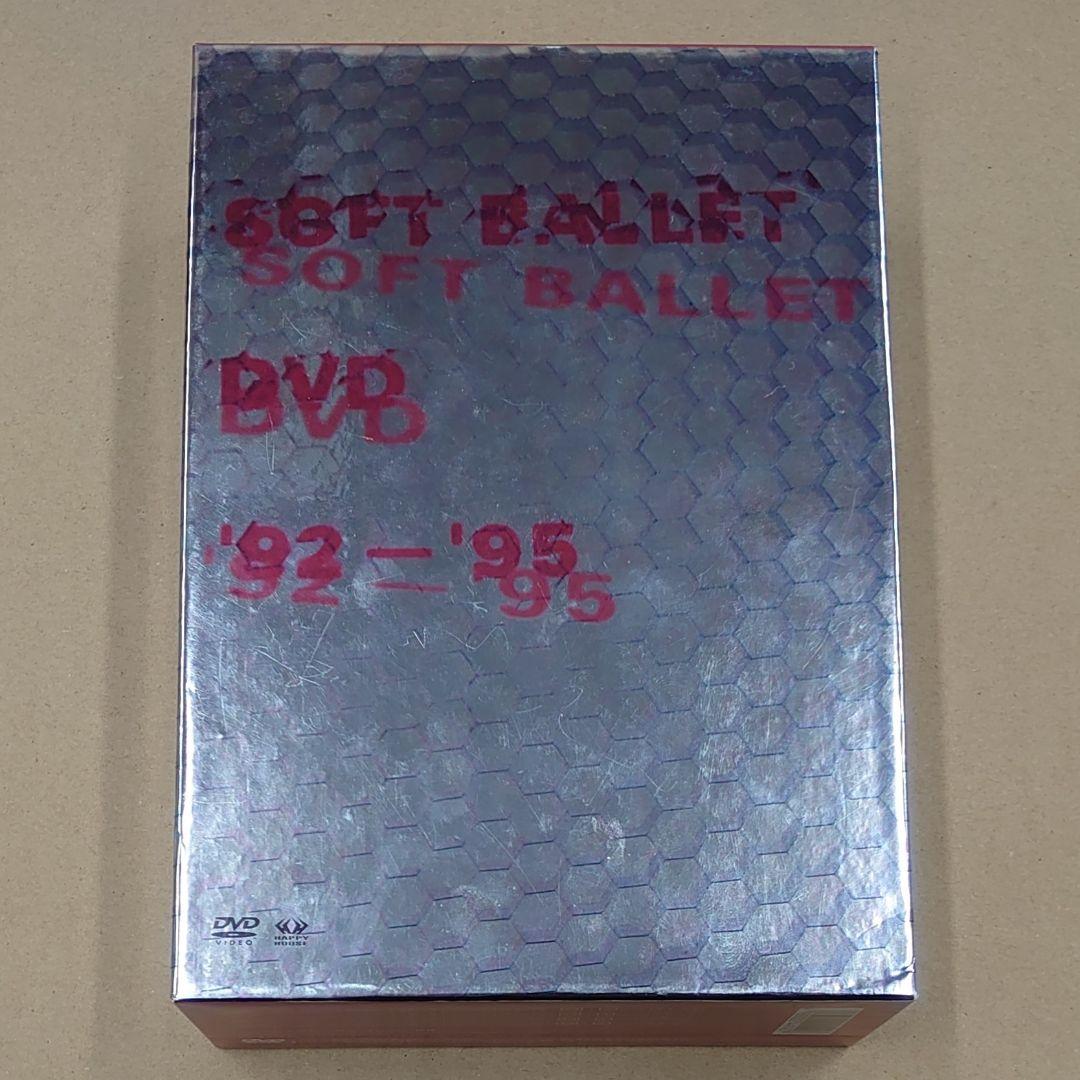 SOFT BALLET
SOFT BALLET
DVD
DVD
'92 — '95
'92 — '95
DVD
VIDEO
HAPPY
HOUSE